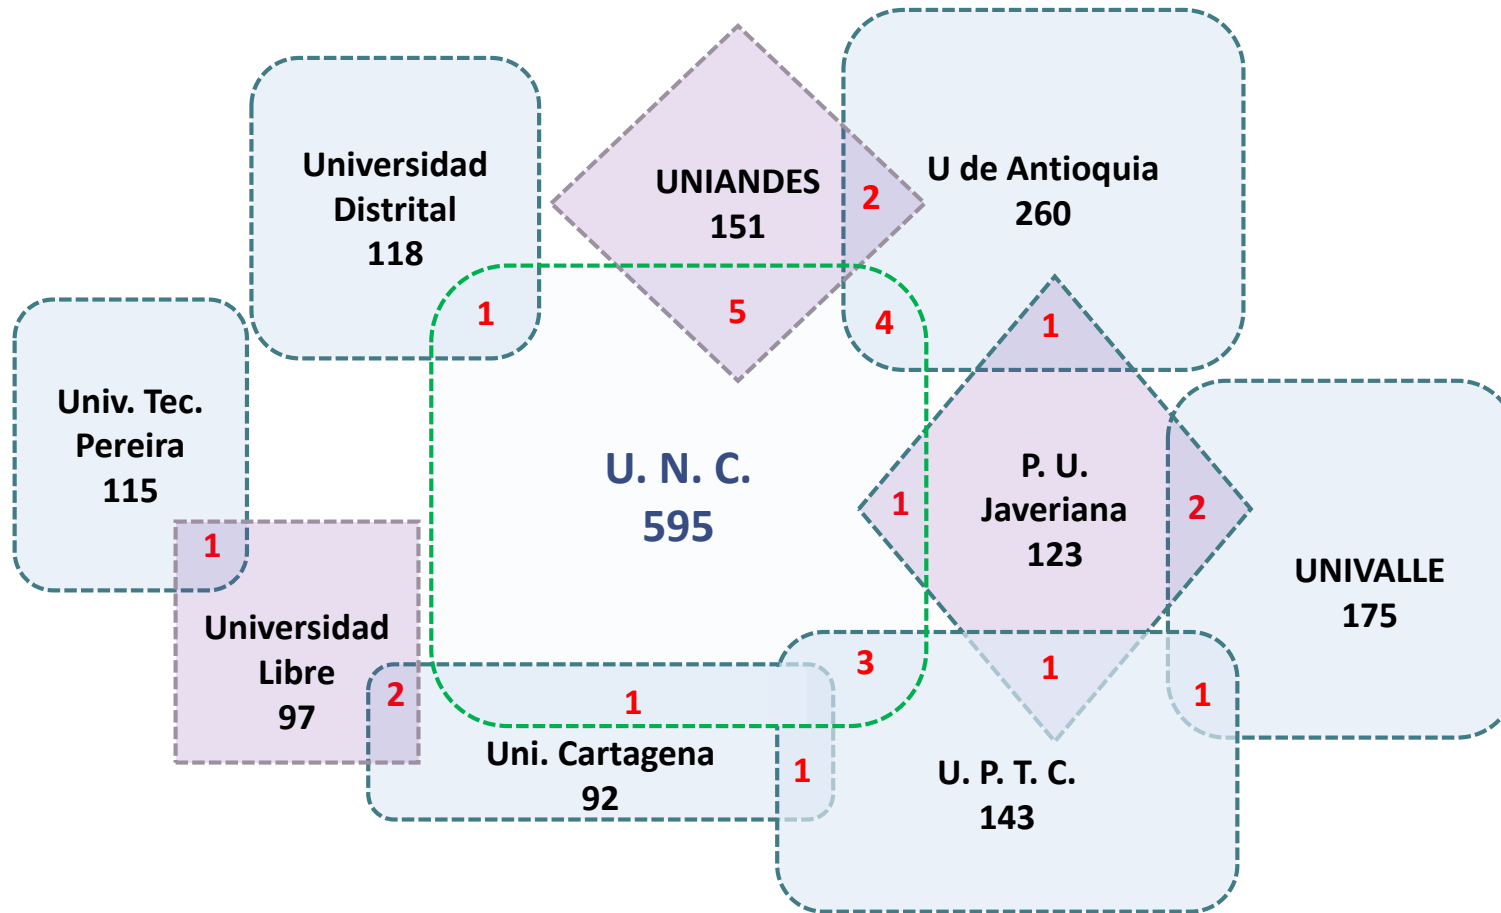 Universidad
Distrital
118
UNIANDES
151
2
U de Antioquia
260
1
5
4
1
Univ. Tec.
Pereira
115
U. N. C.
595
1
P. U.
Javeriana
123
2
UNIVALLE
175
1
Universidad
Libre
97
2
1
3
1
1
Uni. Cartagena
92
1
U. P. T. C.
143